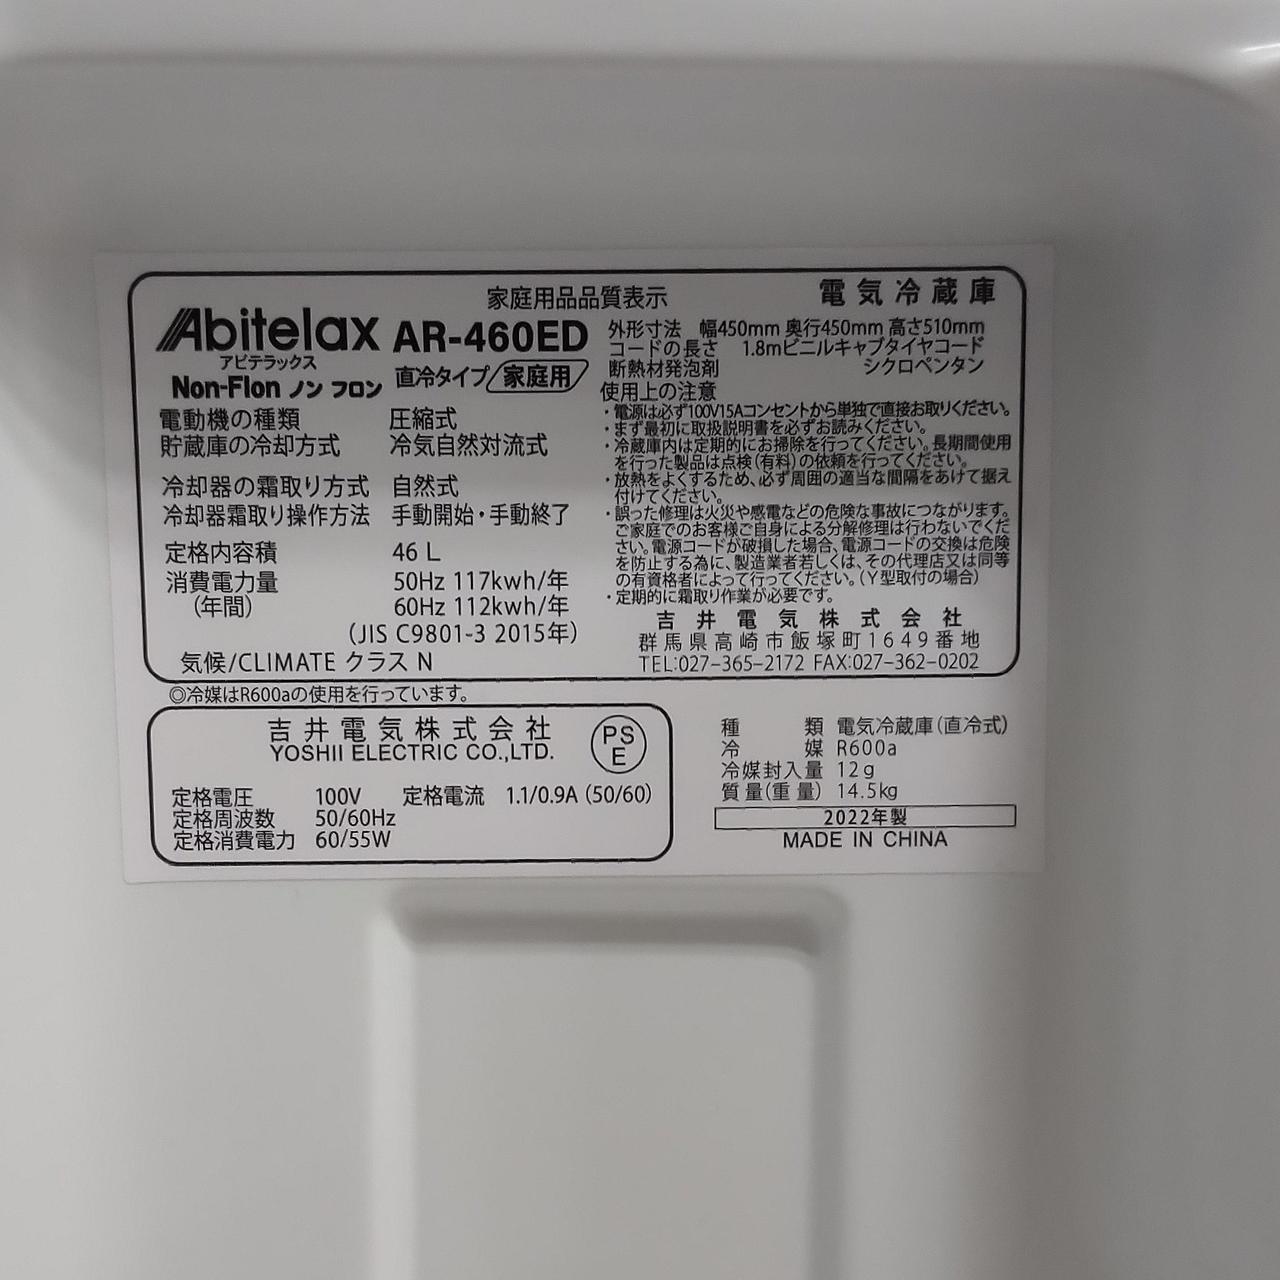 家庭用品品質表示
電気冷蔵庫
Abitelax AR-460ED
アビテラックス
Non-Flon ノンフロン 直冷タイプ/家庭用
電動機の種類 圧縮式
貯蔵庫の冷却方式 冷気自然対流式
冷却器の霜取り方式 自然式
冷却器霜取り操作方法 手動開始・手動終了
定格内容積 46 L
消費電力量 50Hz 117kwh/年
(年間) 60Hz 112kwh/年
(JIS C9801-3 2015年)
気候/CLIMATE クラス N
外形寸法 幅450mm 奥行450mm 高さ510mm
コードの長さ 1.8mビニルキャブタイヤコード
断熱材発泡剤 シクロペンタン
使用上の注意
・電源は必ず100V15Aコンセントから単独で直接お取りください。
・まず最初に取扱説明書を必ずお読みください。
・冷蔵庫内は定期的にお掃除を行ってください。長期間使用
を行った製品は点検(有料)の依頼を行ってください。
・放熱をよくするため、必ず周囲の適当な間隔をあけて据え
付けてください。
・誤った修理は火災や感電などの危険な事故につながります。
ご家庭でのお客様ご自身による分解修理は行わないでくだ
さい。電源コードが破損した場合、電源コードの交換は危険
を防止する為に、製造業者若しくは、その代理店又は同等
の有資格者によって行ってください。(Y型取付の場合)
・定期的に霜取り作業が必要です。
吉井電気株式会社
群馬県高崎市飯塚町1649番地
TEL:027-365-2172 FAX:027-362-0202
◎冷媒はR600aの使用を行っています。
吉井電気株式会社
YOSHII ELECTRIC CO.,LTD.
PS
E
定格電圧 100V 定格電流 1.1/0.9A (50/60)
定格周波数 50/60Hz
定格消費電力 60/55W
種類 電気冷蔵庫(直冷式)
冷媒 R600a
冷媒封入量 12g
質量(重量) 14.5kg
2022年製
MADE IN CHINA